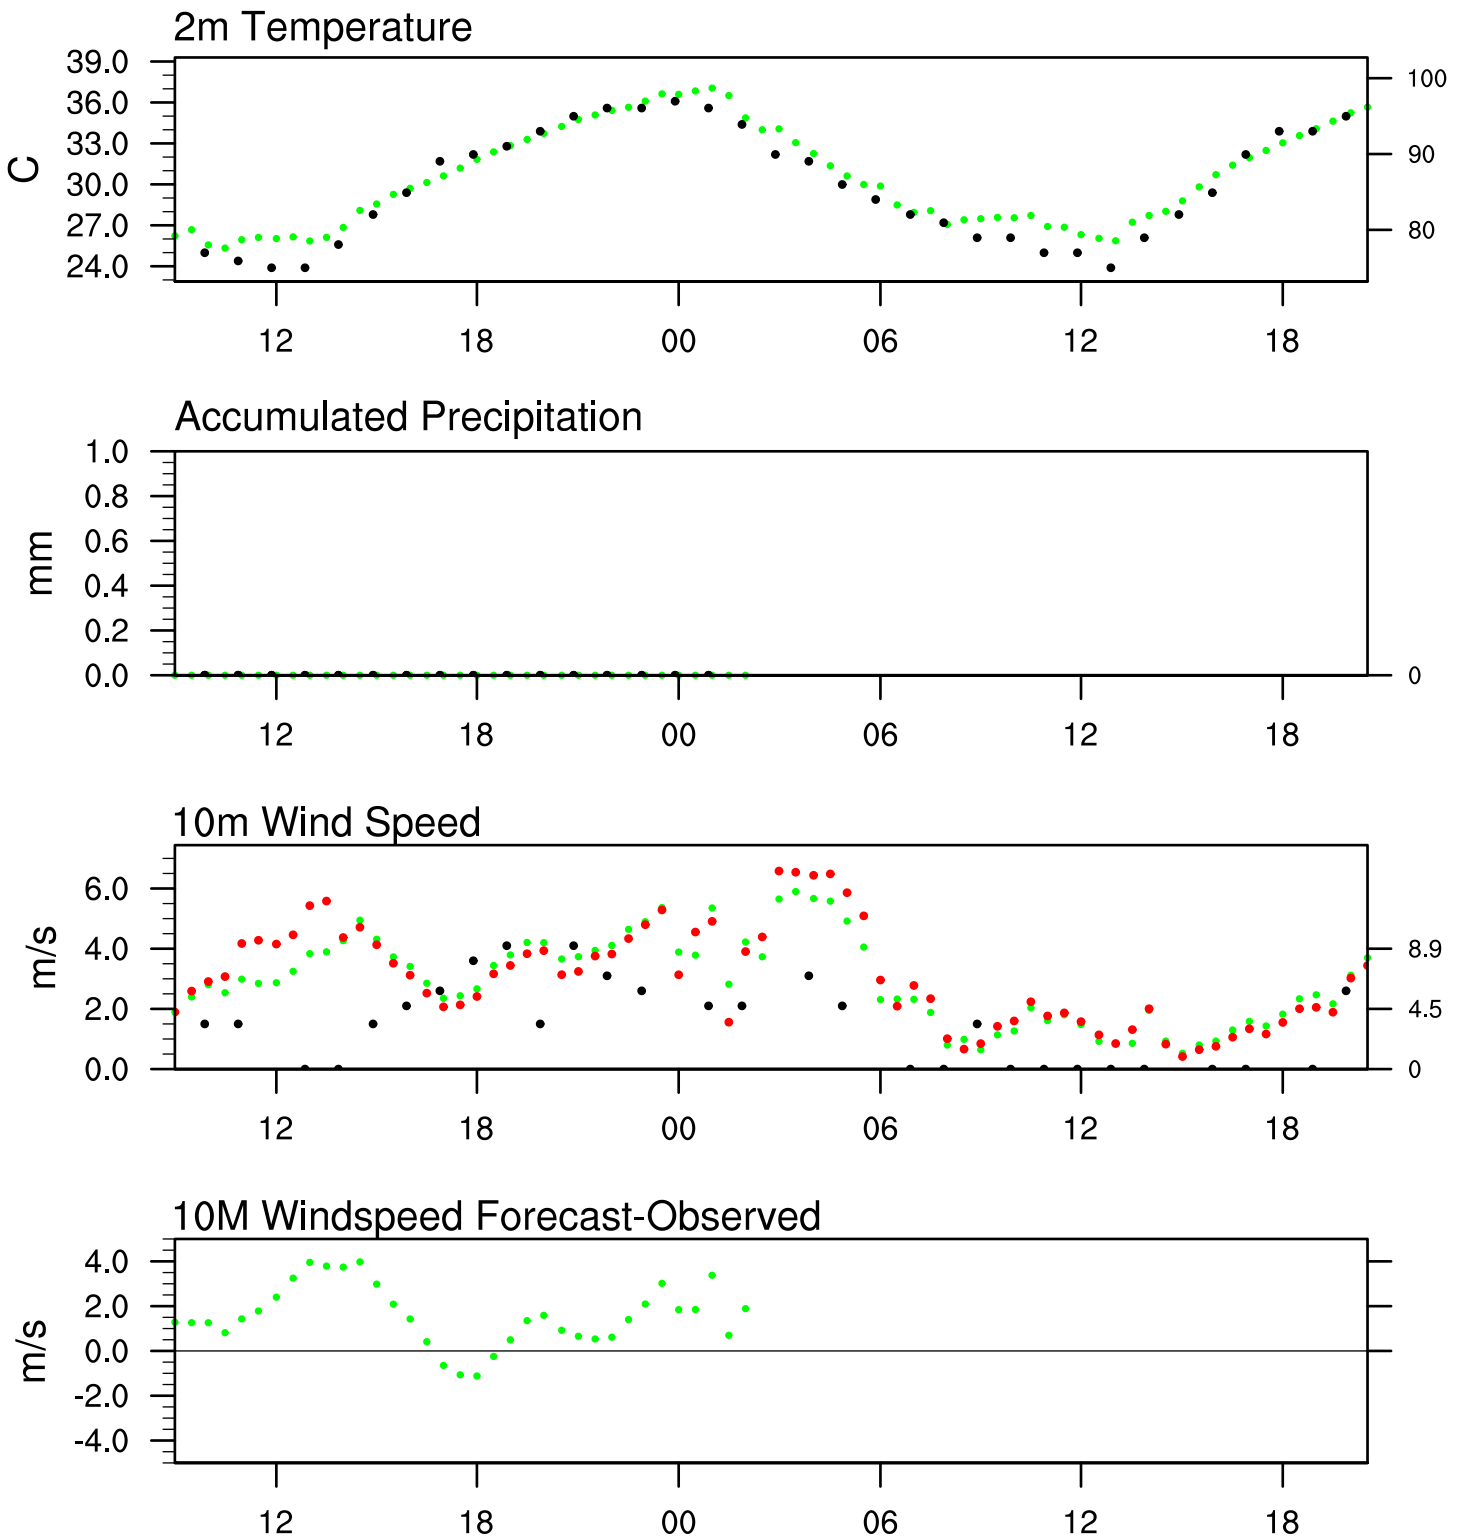 2m Temperature
39.0
36.0
33.0
30.0
27.0
24.0
C
100
90
80
12 18 00 06 12 18
Accumulated Precipitation
1.0
0.8
0.6
0.4
0.2
0.0
mm
0
12 18 00 06 12 18
10m Wind Speed
6.0
4.0
2.0
0.0
m/s
8.9
4.5
0
12 18 00 06 12 18
10M Windspeed Forecast-Observed
4.0
2.0
0.0
-2.0
-4.0
m/s
12 18 00 06 12 18